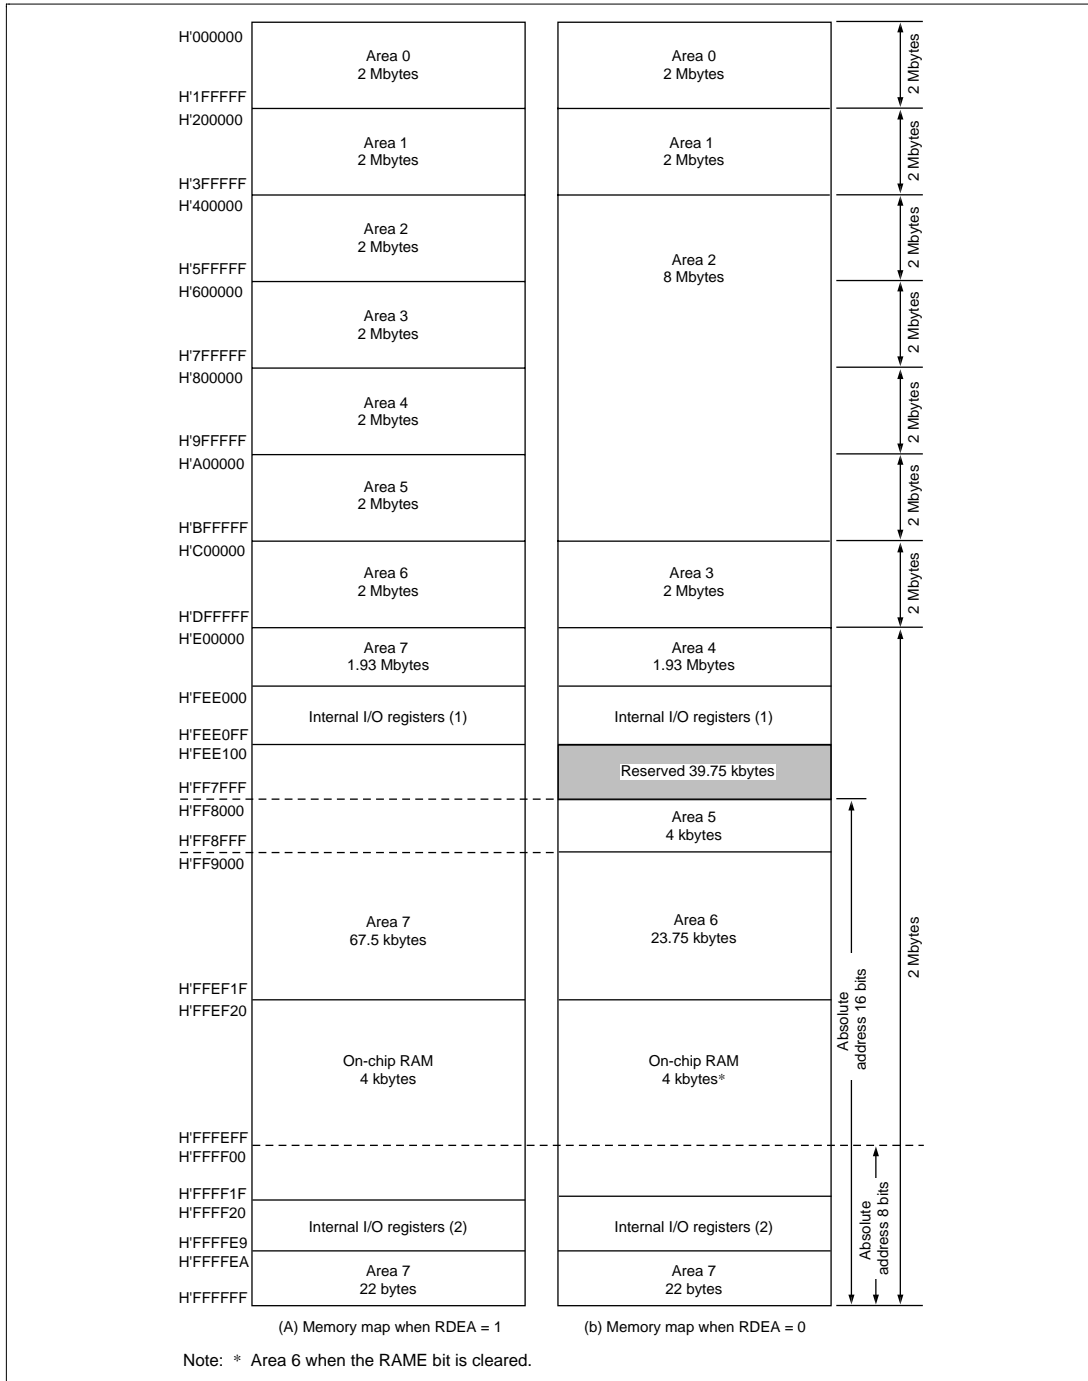 H'000000
Area 0
2 Mbytes
Area 0
2 Mbytes
2 Mbytes
H'1FFFFF
H'200000
Area 1
2 Mbytes
Area 1
2 Mbytes
2 Mbytes
H'3FFFFF
H'400000
Area 2
2 Mbytes
Area 2
8 Mbytes
2 Mbytes
H'5FFFFF
H'600000
Area 3
2 Mbytes
2 Mbytes
H'7FFFFF
H'800000
Area 4
2 Mbytes
2 Mbytes
H'9FFFFF
H'A00000
Area 5
2 Mbytes
2 Mbytes
H'BFFFFF
H'C00000
Area 6
2 Mbytes
Area 3
2 Mbytes
2 Mbytes
H'DFFFFF
H'E00000
Area 7
1.93 Mbytes
Area 4
1.93 Mbytes
H'FEE000
Internal I/O registers (1)
Internal I/O registers (1)
H'FEE0FF
H'FEE100
Reserved 39.75 kbytes
H'FF7FFF
H'FF8000
Area 5
4 kbytes
H'FF8FFF
H'FF9000
Area 7
67.5 kbytes
Area 6
23.75 kbytes
2 Mbytes
H'FFEF1F
H'FFEF20
Absolute
address 16 bits
On-chip RAM
4 kbytes
On-chip RAM
4 kbytes*
H'FFFEFF
H'FFFF00
H'FFFF1F
H'FFFF20
Internal I/O registers (2)
Internal I/O registers (2)
Absolute
address 8 bits
H'FFFFE9
H'FFFFEA
Area 7
22 bytes
Area 7
22 bytes
H'FFFFFF
(A) Memory map when RDEA = 1
(b) Memory map when RDEA = 0
Note: * Area 6 when the RAME bit is cleared.